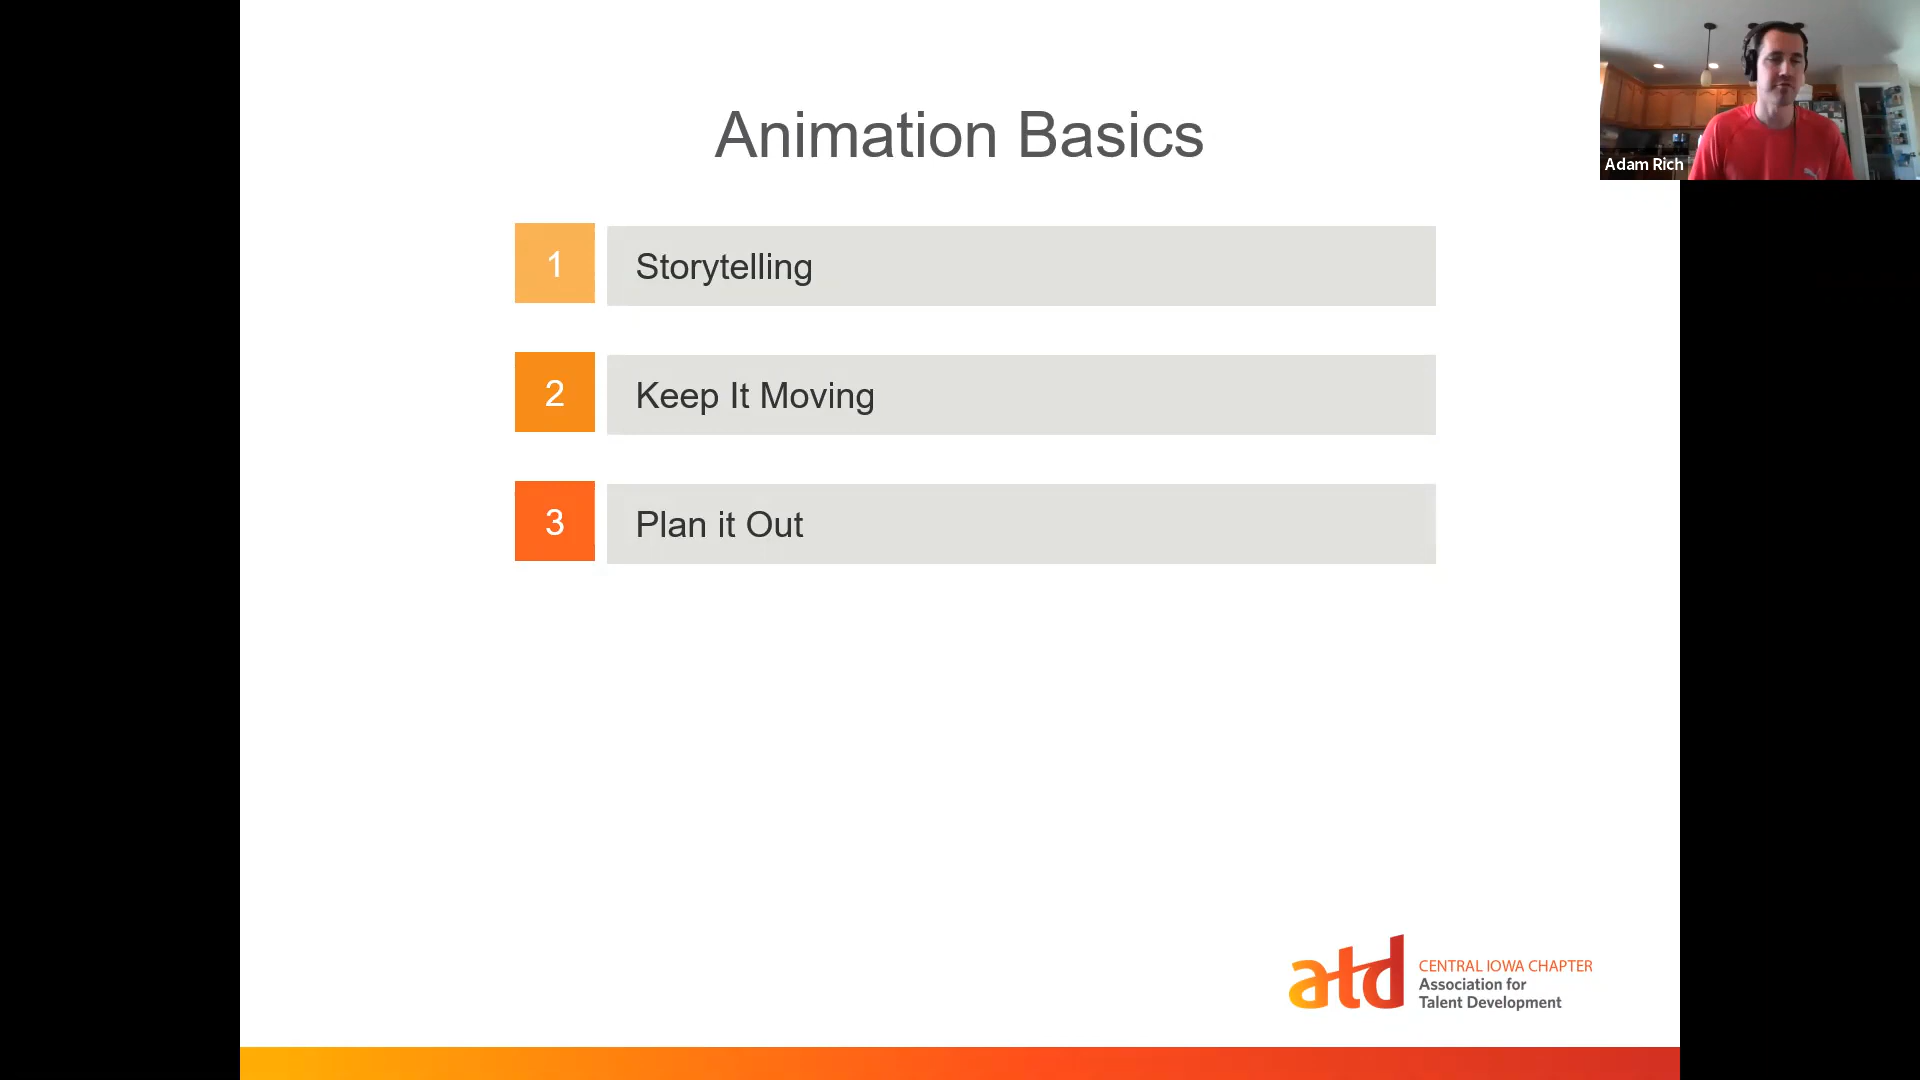 Animation Basics
1 Storytelling
2 Keep It Moving
3 Plan it Out
Adam Rich
atd
CENTRAL IOWA CHAPTER
Association for
Talent Development